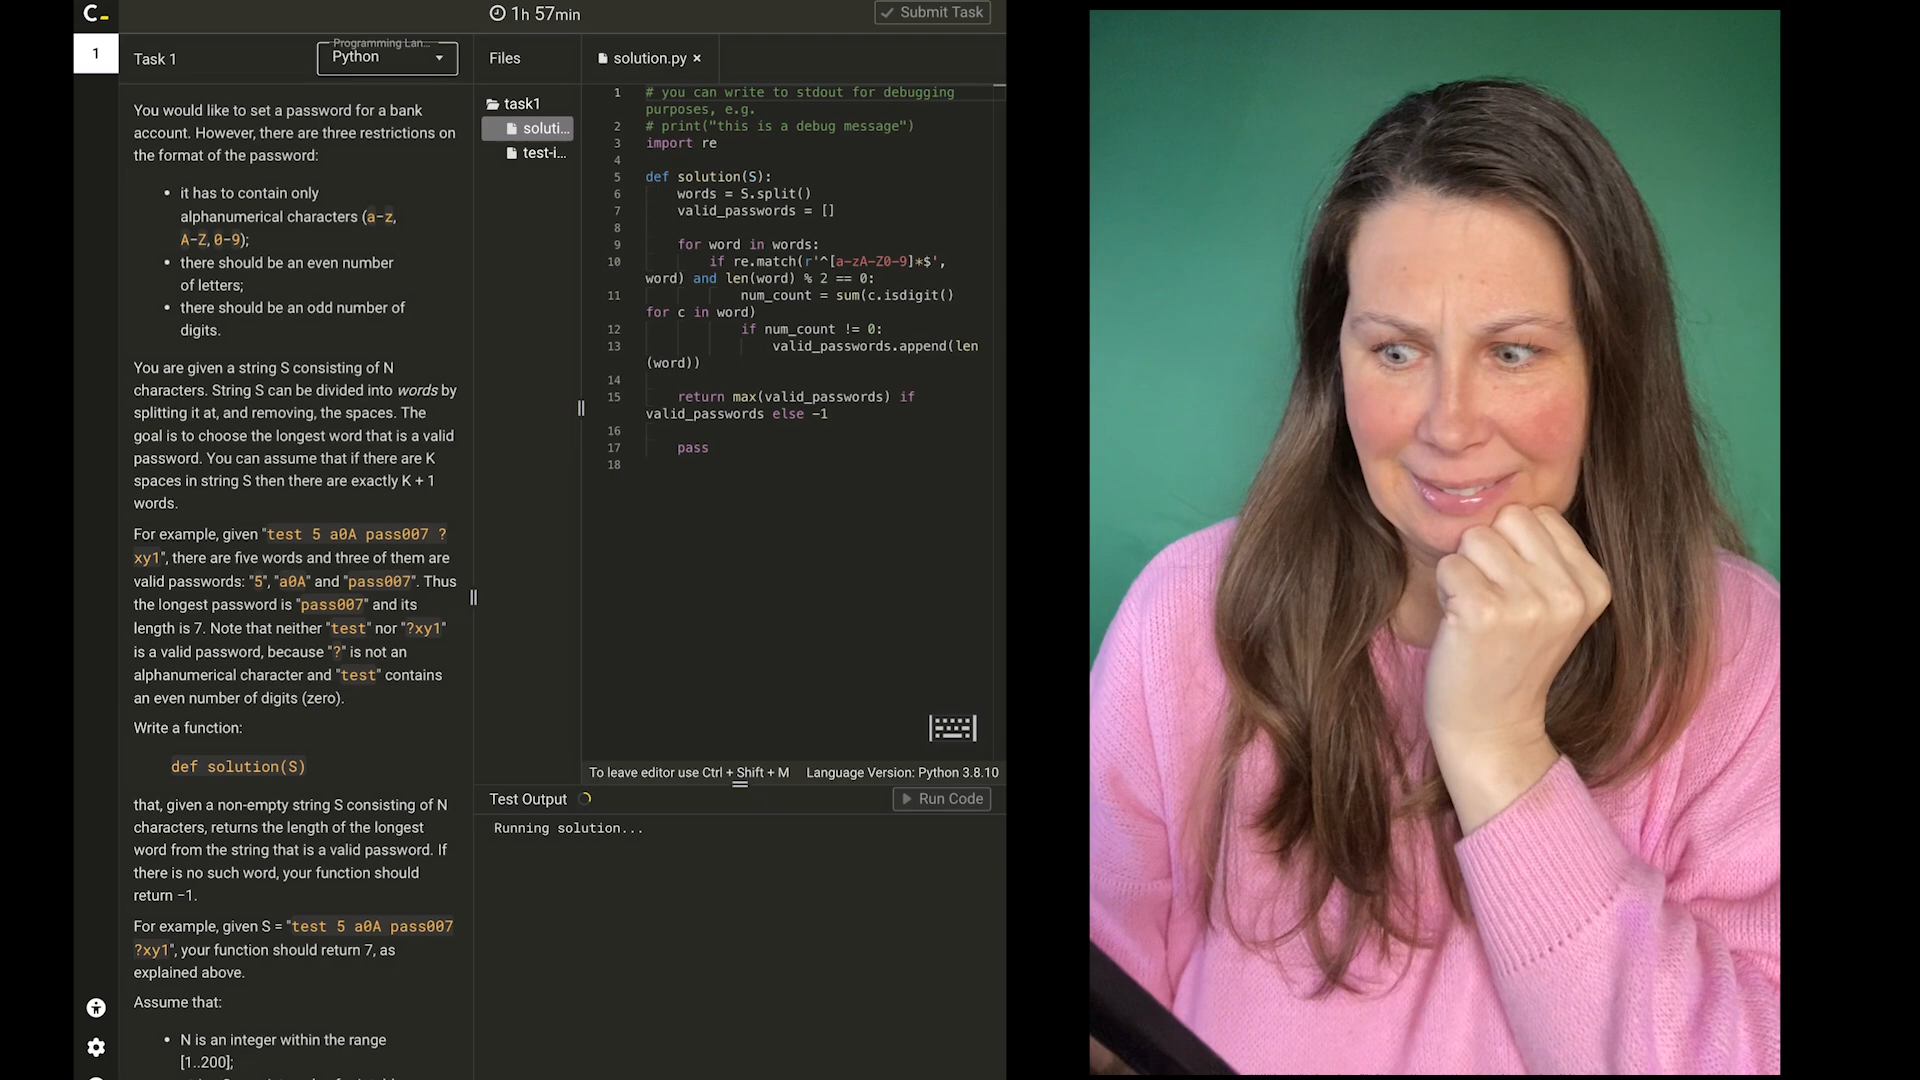 C_
1h 57min
Submit Task
1
Task 1
Programming Lan...
Python
You would like to set a password for a bank
account. However, there are three restrictions on
the format of the password:
• it has to contain only
alphanumerical characters (a-z,
A-Z, 0-9);
• there should be an even number
of letters;
• there should be an odd number of
digits.
You are given a string S consisting of N
characters. String S can be divided into words by
splitting it at, and removing, the spaces. The
goal is to choose the longest word that is a valid
password. You can assume that if there are K
spaces in string S then there are exactly K + 1
words.
For example, given "test 5 a0A pass007 ?
xy1", there are five words and three of them are
valid passwords: "5", "a0A" and "pass007". Thus
the longest password is "pass007" and its
length is 7. Note that neither "test" nor "?xy1"
is a valid password, because "?" is not an
alphanumerical character and "test" contains
an even number of digits (zero).
Write a function:
def solution(S)
that, given a non-empty string S consisting of N
characters, returns the length of the longest
word from the string that is a valid password. If
there is no such word, your function should
return -1.
For example, given S = "test 5 a0A pass007
?xy1", your function should return 7, as
explained above.
Assume that:
• N is an integer within the range
[1..200];
Files
task1
soluti...
test-i...
solution.py ×
1 # you can write to stdout for debugging
purposes, e.g.
2 # print("this is a debug message")
3 import re
4
5 def solution(S):
6 words = S.split()
7 valid_passwords = []
8
9 for word in words:
10 if re.match(r'^[a-zA-Z0-9]*$',
word) and len(word) % 2 == 0:
11 num_count = sum(c.isdigit()
for c in word)
12 if num_count != 0:
13 valid_passwords.append(len
(word))
14
15 return max(valid_passwords) if
valid_passwords else -1
16
17 pass
18
To leave editor use Ctrl + Shift + M Language Version: Python 3.8.10
Test Output
Run Code
Running solution...